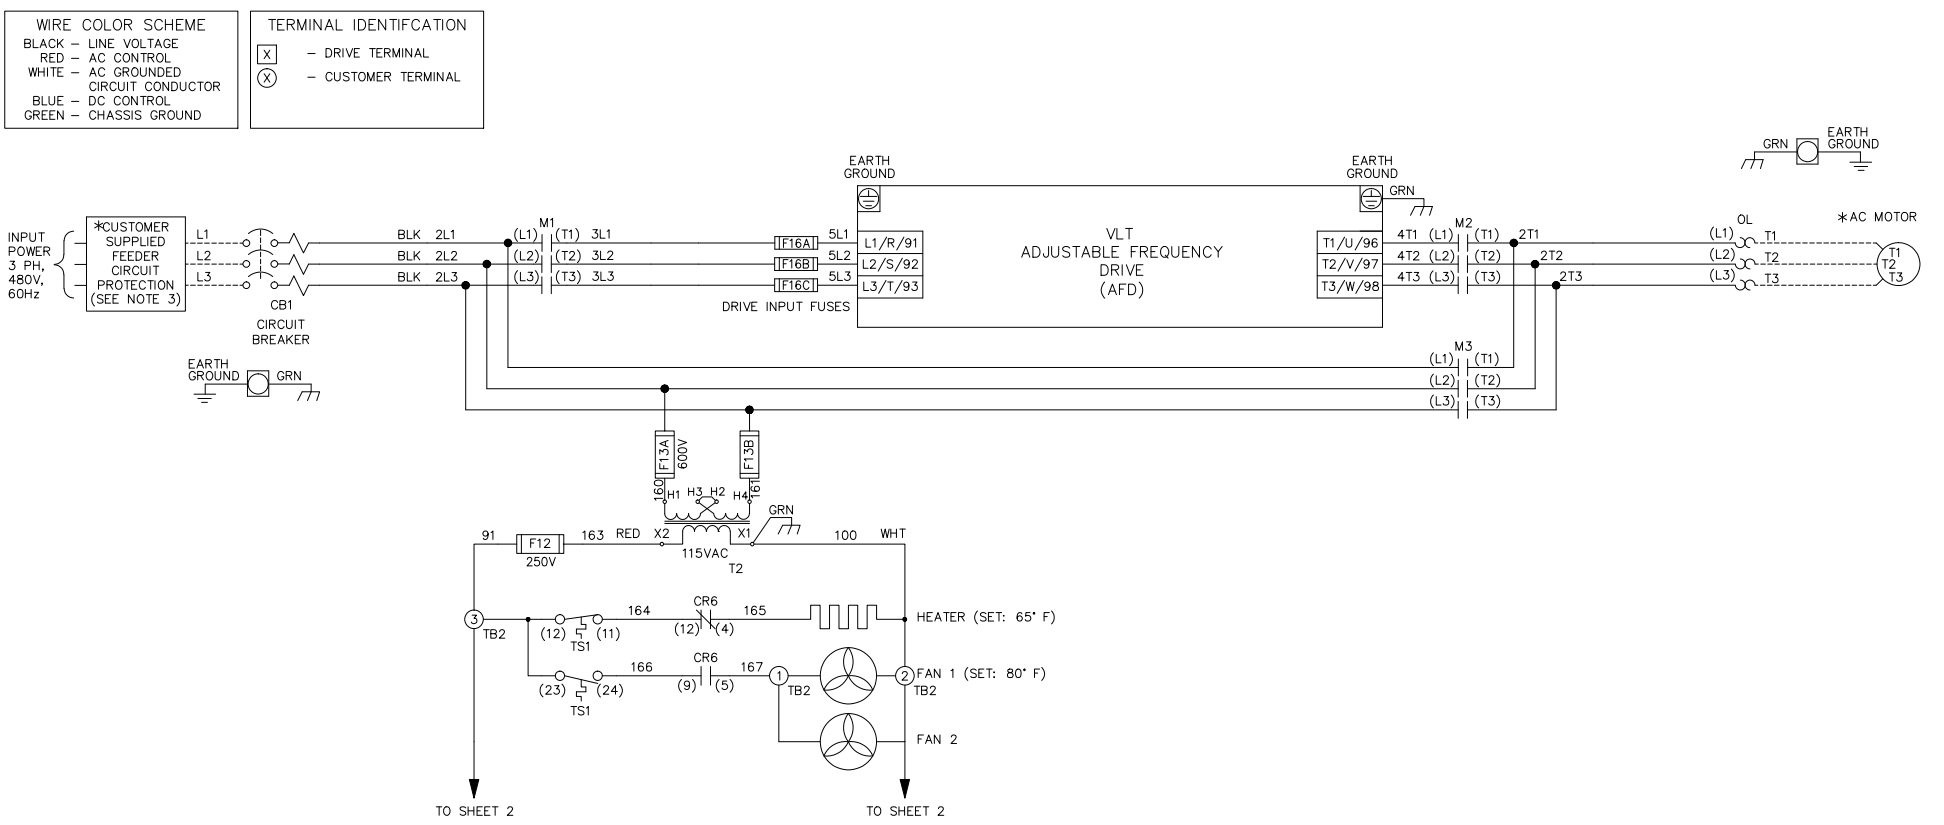 WIRE COLOR SCHEME
BLACK – LINE VOLTAGE
RED – AC CONTROL
WHITE – AC GROUNDED
CIRCUIT CONDUCTOR
BLUE – DC CONTROL
GREEN – CHASSIS GROUND
TERMINAL IDENTIFCATION
X – DRIVE TERMINAL
X – CUSTOMER TERMINAL
INPUT
POWER
3 PH,
480V,
60Hz
*CUSTOMER
SUPPLIED
FEEDER
CIRCUIT
PROTECTION
(SEE NOTE 3)
L1
L2
L3
CB1
CIRCUIT
BREAKER
EARTH
GROUND
GRN
BLK 2L1
BLK 2L2
BLK 2L3
M1
(L1) (T1) 3L1
(L2) (T2) 3L2
(L3) (T3) 3L3
F16A
F16B
F16C
DRIVE INPUT FUSES
5L1
5L2
5L3
EARTH
GROUND
L1/R/91
L2/S/92
L3/T/93
VLT
ADJUSTABLE FREQUENCY
DRIVE
(AFD)
EARTH
GROUND
GRN
T1/U/96
T2/V/97
T3/W/98
4T1 (L1) M2 (T1) 2T1
4T2 (L2) (T2) 2T2
4T3 (L3) (T3) 2T3
M3
(L1) (T1)
(L2) (T2)
(L3) (T3)
GRN
EARTH
GROUND
OL
(L1) T1
(L2) T2
(L3) T3
*AC MOTOR
T1
T2
T3
F13A
600V
F13B
160
161
H1 H3 H2 H4
GRN
91
F12
250V
163 RED X2
X1
115VAC
T2
100 WHT
3
TB2
(12) (11)
TS1
164
CR6
(12) (4)
165
HEATER (SET: 65° F)
(23) (24)
TS1
166
CR6
(9) (5)
167
1
TB2
2
TB2
FAN 1 (SET: 80° F)
FAN 2
TO SHEET 2
TO SHEET 2